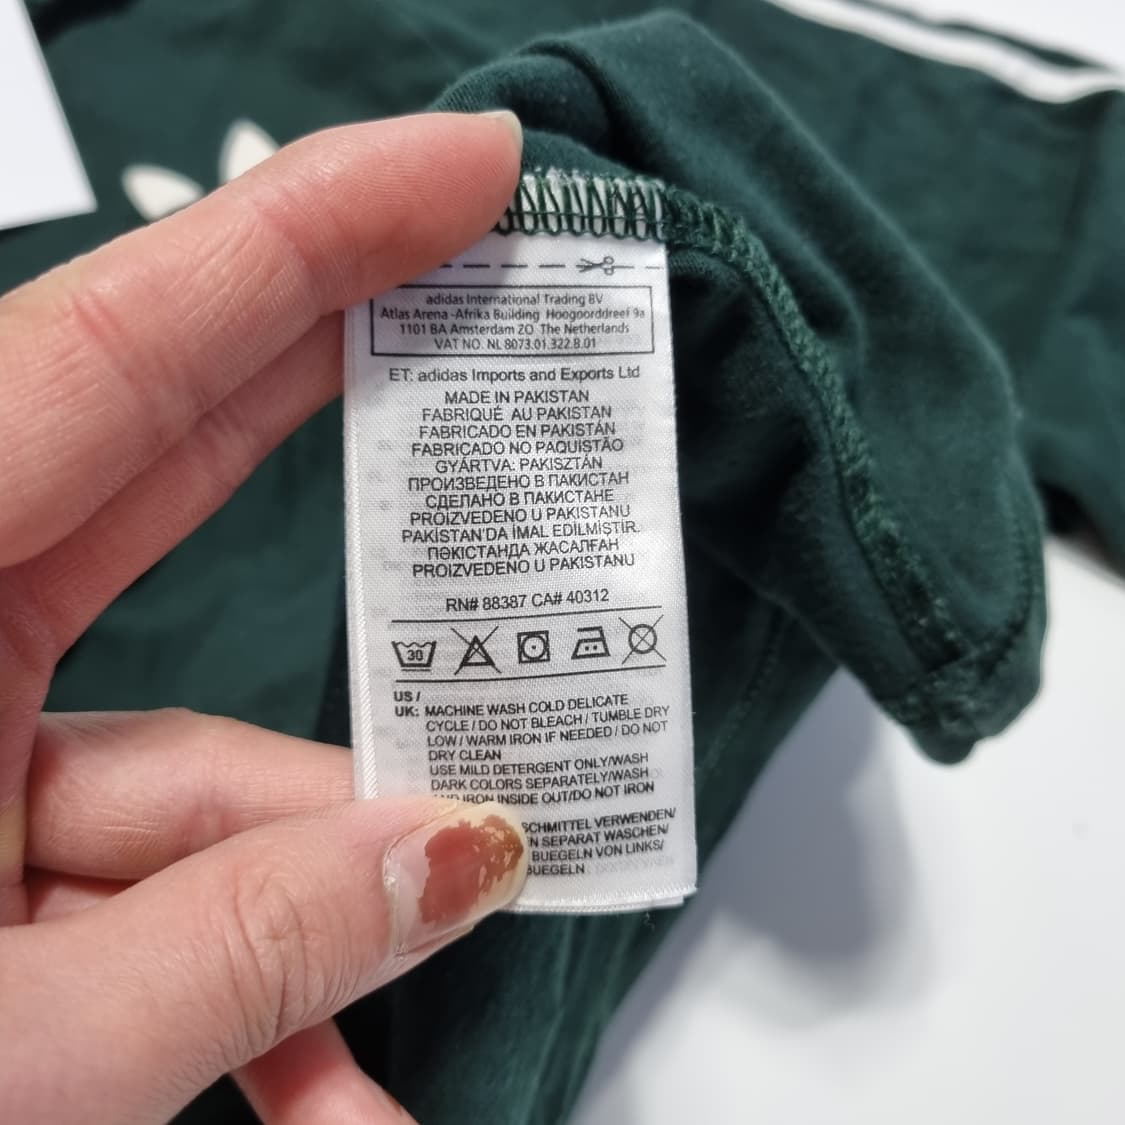 adidas International Trading BV
Atlas Arena -Afrika Building Hoogoorddreef 9a
1101 BA Amsterdam ZO The Netherlands
VAT NO. NL 8073.01.322.B.01
ET: adidas Imports and Exports Ltd
MADE IN PAKISTAN
FABRIQUÉ AU PAKISTAN
FABRICADO EN PAKISTÁN
FABRICADO NO PAQUISTÃO
GYÁRTVA: PAKISZTÁN
ПРОИЗВЕДЕНО В ПАКИСТАН
СДЕЛАНО В ПАКИСТАНЕ
PROIZVEDENO U PAKISTANU
PAKİSTAN'DA İMAL EDİLMİŞTİR.
ПӘКІСТАНДА ЖАСАЛҒАН
PROIZVEDENO U PAKISTANU
RN# 88387 CA# 40312
30
US /
UK: MACHINE WASH COLD DELICATE
CYCLE / DO NOT BLEACH / TUMBLE DRY
LOW / WARM IRON IF NEEDED / DO NOT
DRY CLEAN
USE MILD DETERGENT ONLY/WASH
DARK COLORS SEPARATELY/WASH
IRON INSIDE OUT/DO NOT IRON
SCHMITTEL VERWENDEN/
N SEPARAT WASCHEN/
BUEGELN VON LINKS/
BUEGELN